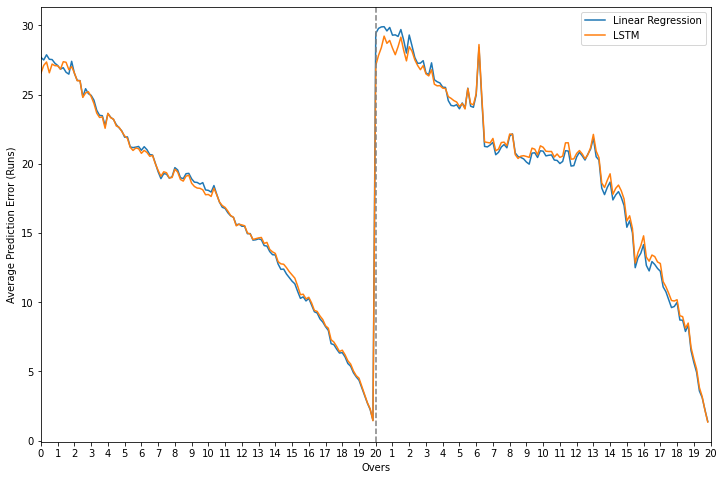 Linear Regression
LSTM
Average Prediction Error (Runs)
30
25
20
15
10
5
0
0 1 2 3 4 5 6 7 8 9 10 11 12 13 14 15 16 17 18 19 20 1 2 3 4 5 6 7 8 9 10 11 12 13 14 15 16 17 18 19 20
Overs